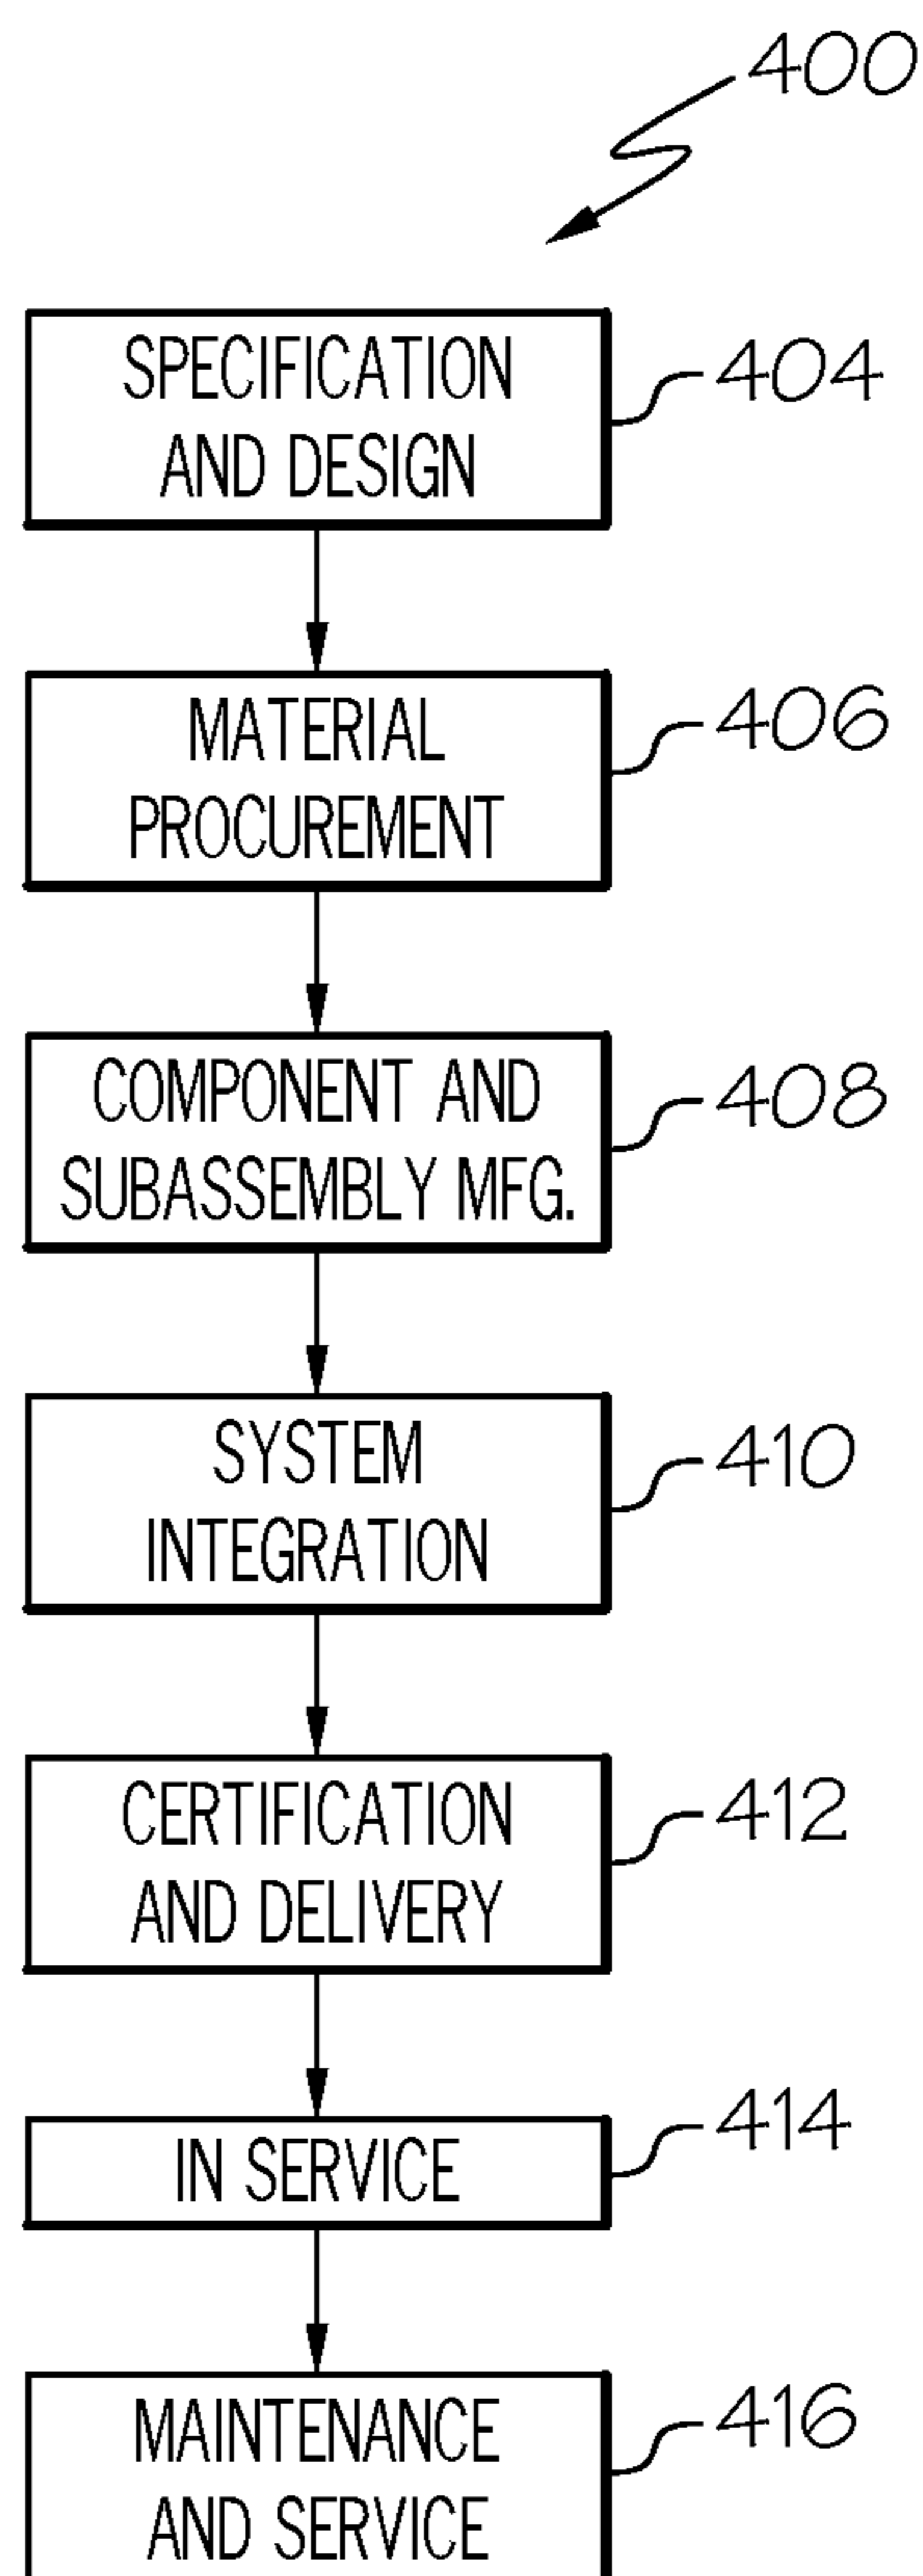 400
SPECIFICATION
AND DESIGN
404
MATERIAL
PROCUREMENT
406
COMPONENT AND
SUBASSEMBLY MFG.
408
SYSTEM
INTEGRATION
410
CERTIFICATION
AND DELIVERY
412
IN SERVICE
414
MAINTENANCE
AND SERVICE
416